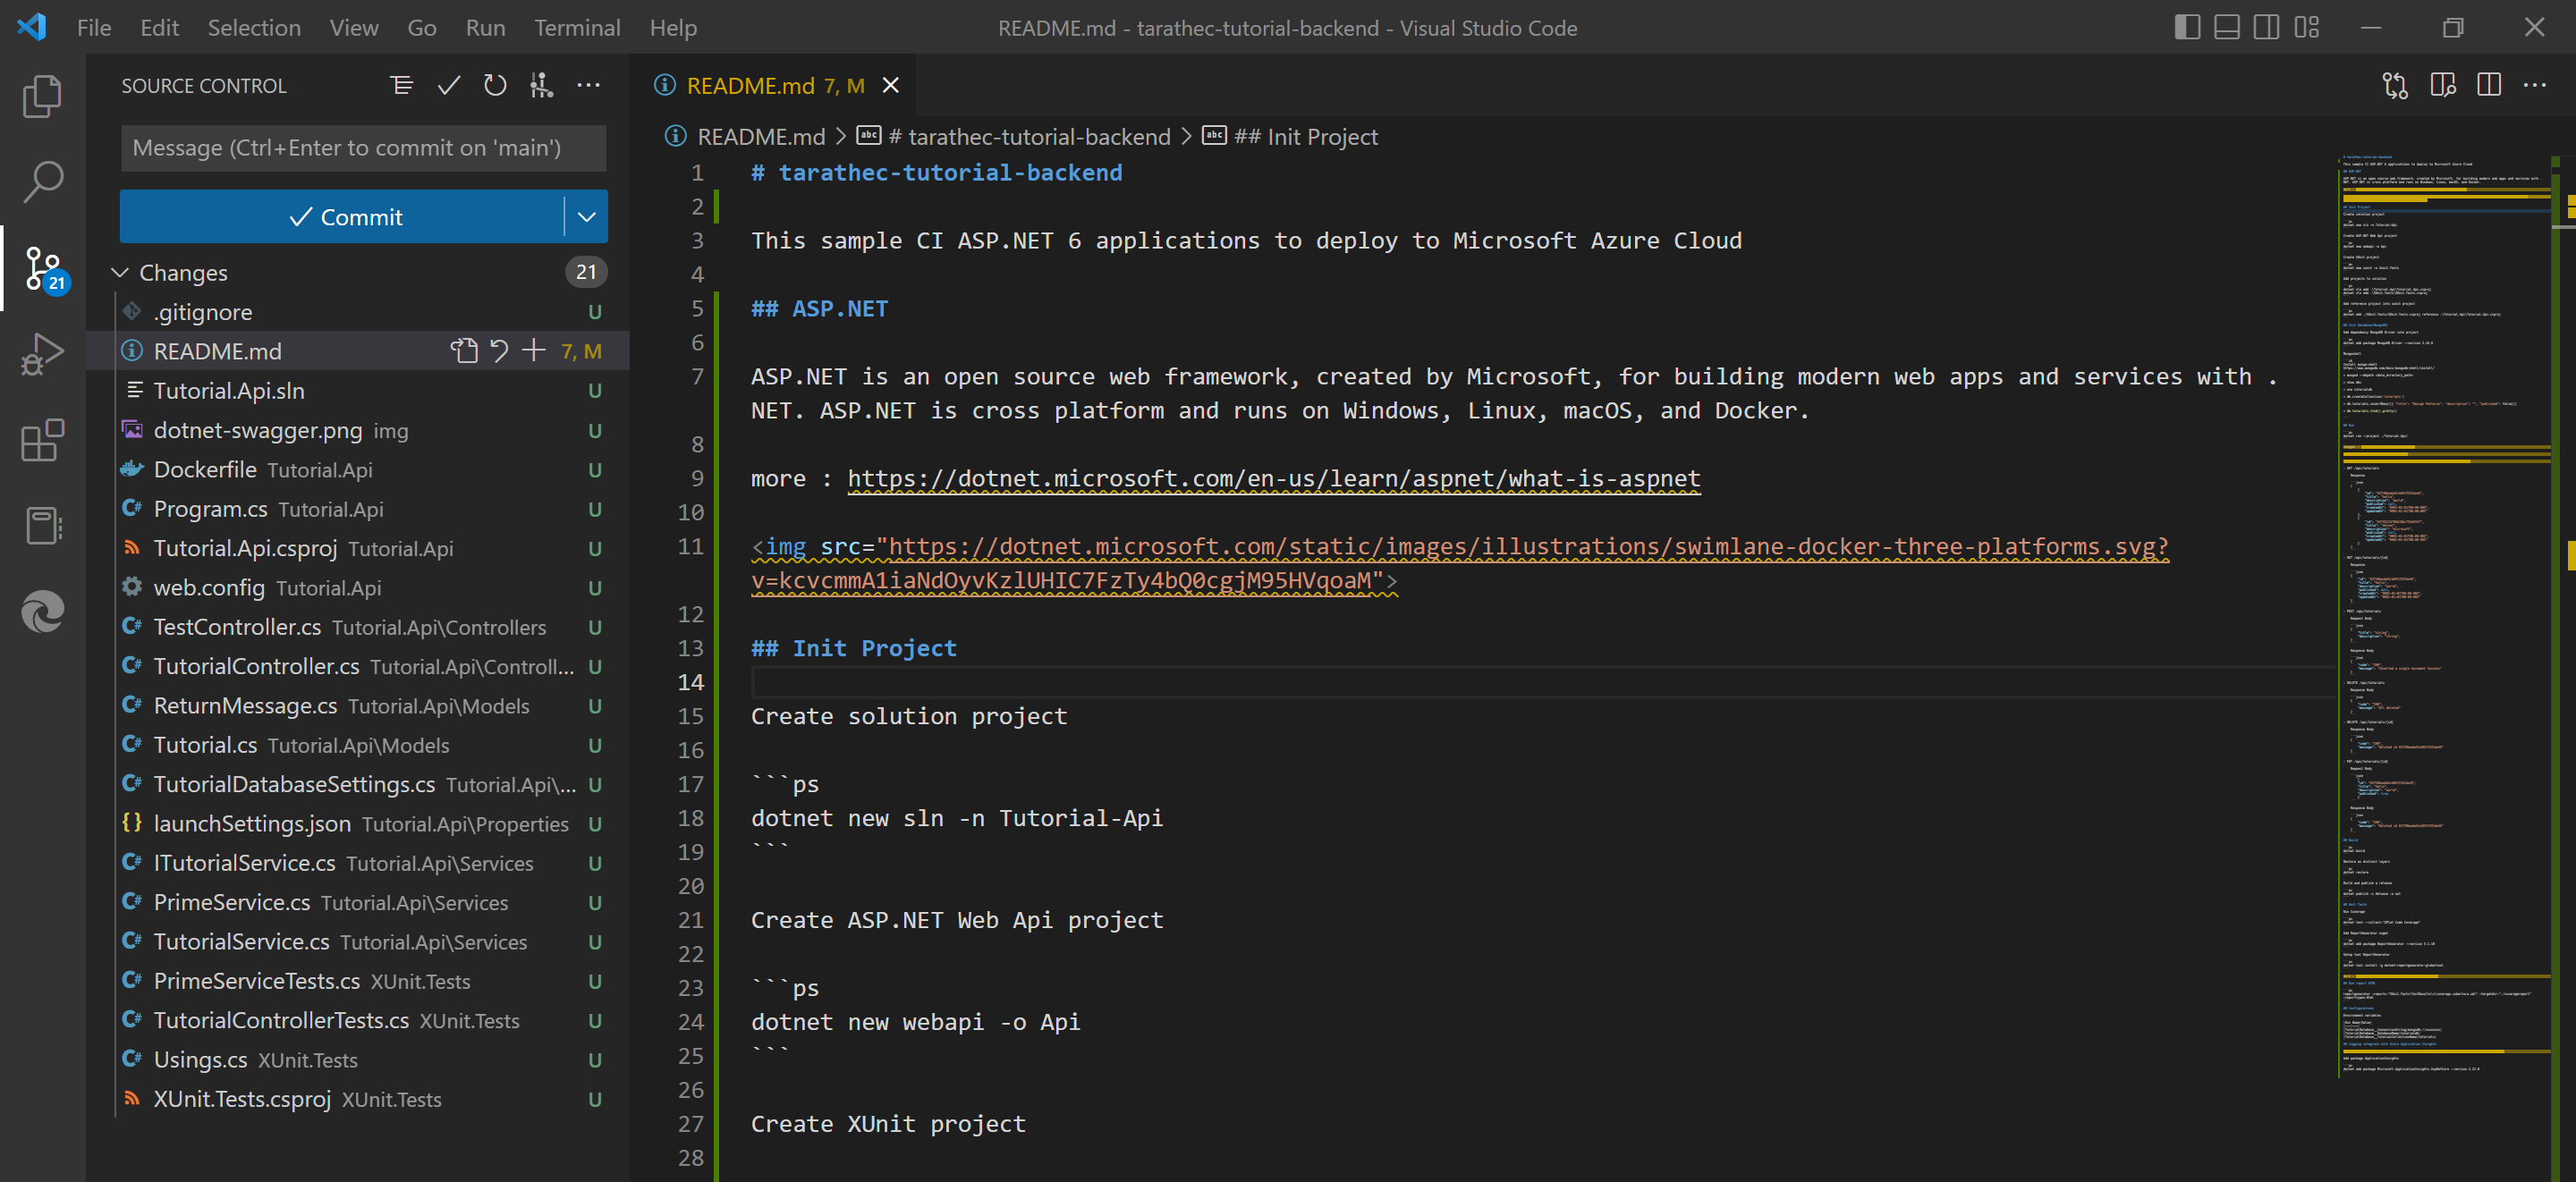 File Edit Selection View Go Run Terminal Help
README.md - tarathec-tutorial-backend - Visual Studio Code
SOURCE CONTROL
Message (Ctrl+Enter to commit on 'main')
Commit
21
Changes 21
.gitignore U
README.md 7, M
Tutorial.Api.sln U
dotnet-swagger.png img U
Dockerfile Tutorial.Api U
Program.cs Tutorial.Api U
Tutorial.Api.csproj Tutorial.Api U
web.config Tutorial.Api U
TestController.cs Tutorial.Api\Controllers U
TutorialController.cs Tutorial.Api\Controll... U
ReturnMessage.cs Tutorial.Api\Models U
Tutorial.cs Tutorial.Api\Models U
TutorialDatabaseSettings.cs Tutorial.Api\... U
launchSettings.json Tutorial.Api\Properties U
ITutorialService.cs Tutorial.Api\Services U
PrimeService.cs Tutorial.Api\Services U
TutorialService.cs Tutorial.Api\Services U
PrimeServiceTests.cs XUnit.Tests U
TutorialControllerTests.cs XUnit.Tests U
Usings.cs XUnit.Tests U
XUnit.Tests.csproj XUnit.Tests U
README.md 7, M
README.md > # tarathec-tutorial-backend > ## Init Project
1 # tarathec-tutorial-backend
2
3 This sample CI ASP.NET 6 applications to deploy to Microsoft Azure Cloud
4
5 ## ASP.NET
6
7 ASP.NET is an open source web framework, created by Microsoft, for building modern web apps and services with .
NET. ASP.NET is cross platform and runs on Windows, Linux, macOS, and Docker.
8
9 more : https://dotnet.microsoft.com/en-us/learn/aspnet/what-is-aspnet
10
11 <img src="https://dotnet.microsoft.com/static/images/illustrations/swimlane-docker-three-platforms.svg?
v=kcvcmmA1iaNdOyvKzlUHIC7FzTy4bQ0cgjM95HVqoaM">
12
13 ## Init Project
14
15 Create solution project
16
17 ```ps
18 dotnet new sln -n Tutorial-Api
19 ```
20
21 Create ASP.NET Web Api project
22
23 ```ps
24 dotnet new webapi -o Api
25 ```
26
27 Create XUnit project
28